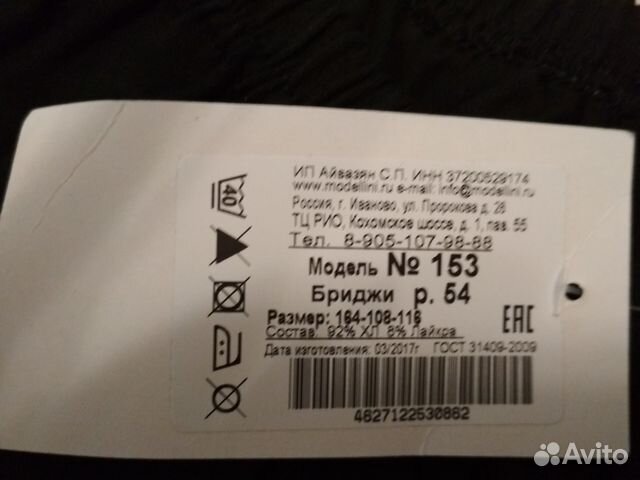 ИП Айвазян С.П. ИНН 37200529174
www.modellini.ru e-mail: info@modellini.ru
Россия, г. Иваново, ул. Пророкова д. 28
ТЦ РИО, Кохомское шоссе, д. 1, пав. 55
Тел. 8-905-107-98-88
Модель № 153
Бриджи р. 54
Размер: 164-108-116
Состав: 92% ХЛ 8% Лайкра
Дата изготовления: 03/2017г ГОСТ 31409-2009
4627122530862
40
EAC
Avito